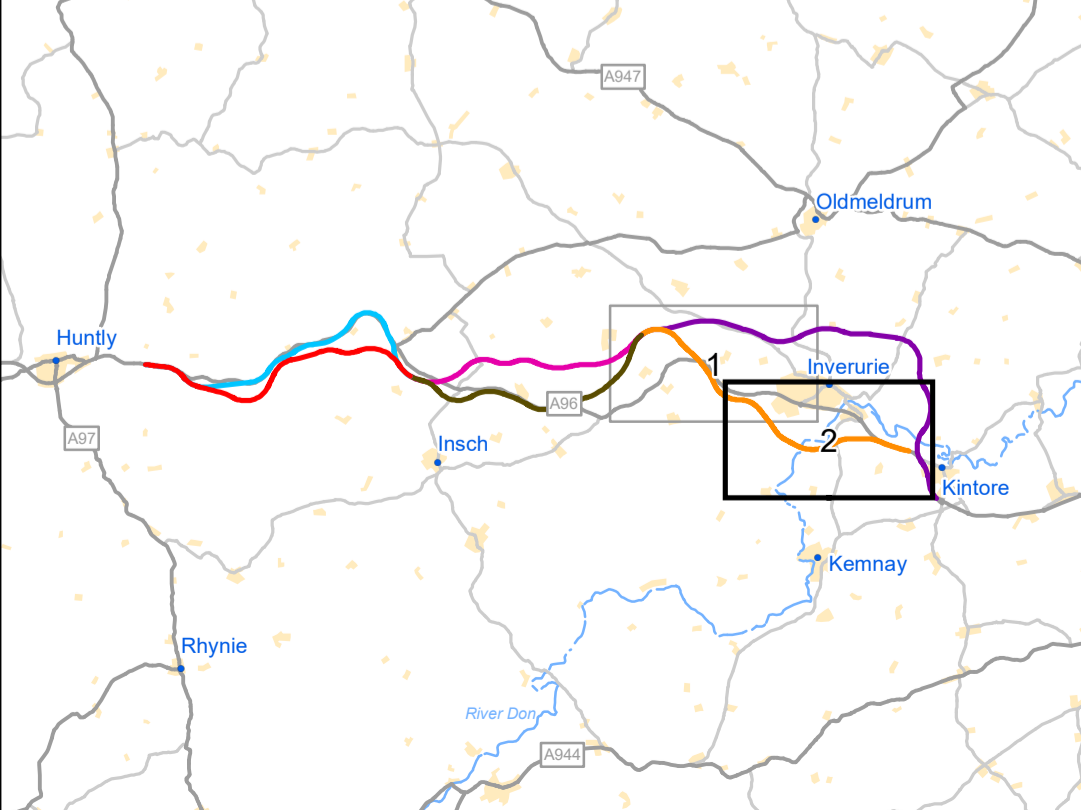 A947
Oldmeldrum
Huntly
1
Inverurie
A96
A97
Insch
2
Kintore
Kemnay
Rhynie
River Don
A944